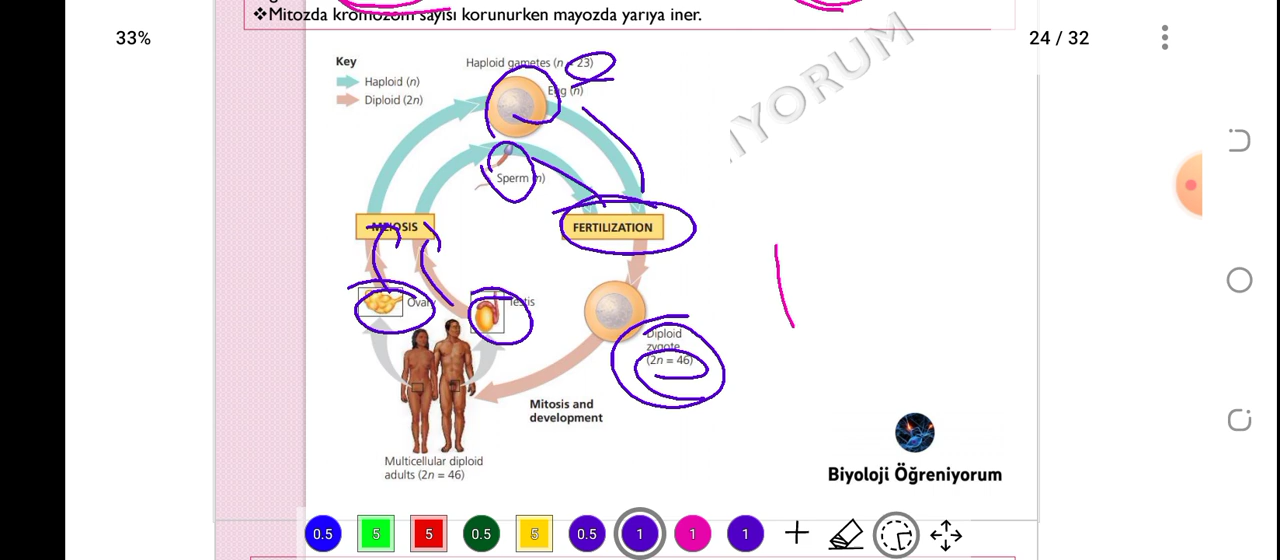 ❖Mitozda kromozom sayısı korunurken mayozda yarıya iner.
33%
24 / 32
Key
Haploid gametes (n = 23)
Haploid (n)
Egg (n)
Diploid (2n)
YORUM
Sperm (n)
MEIOSIS
FERTILIZATION
Ovary
Testis
Diploid
zygote
(2n = 46)
Mitosis and
development
Multicellular diploid
adults (2n = 46)
Biyoloji Öğreniyorum
0.5
5
5
0.5
5
0.5
1
1
1